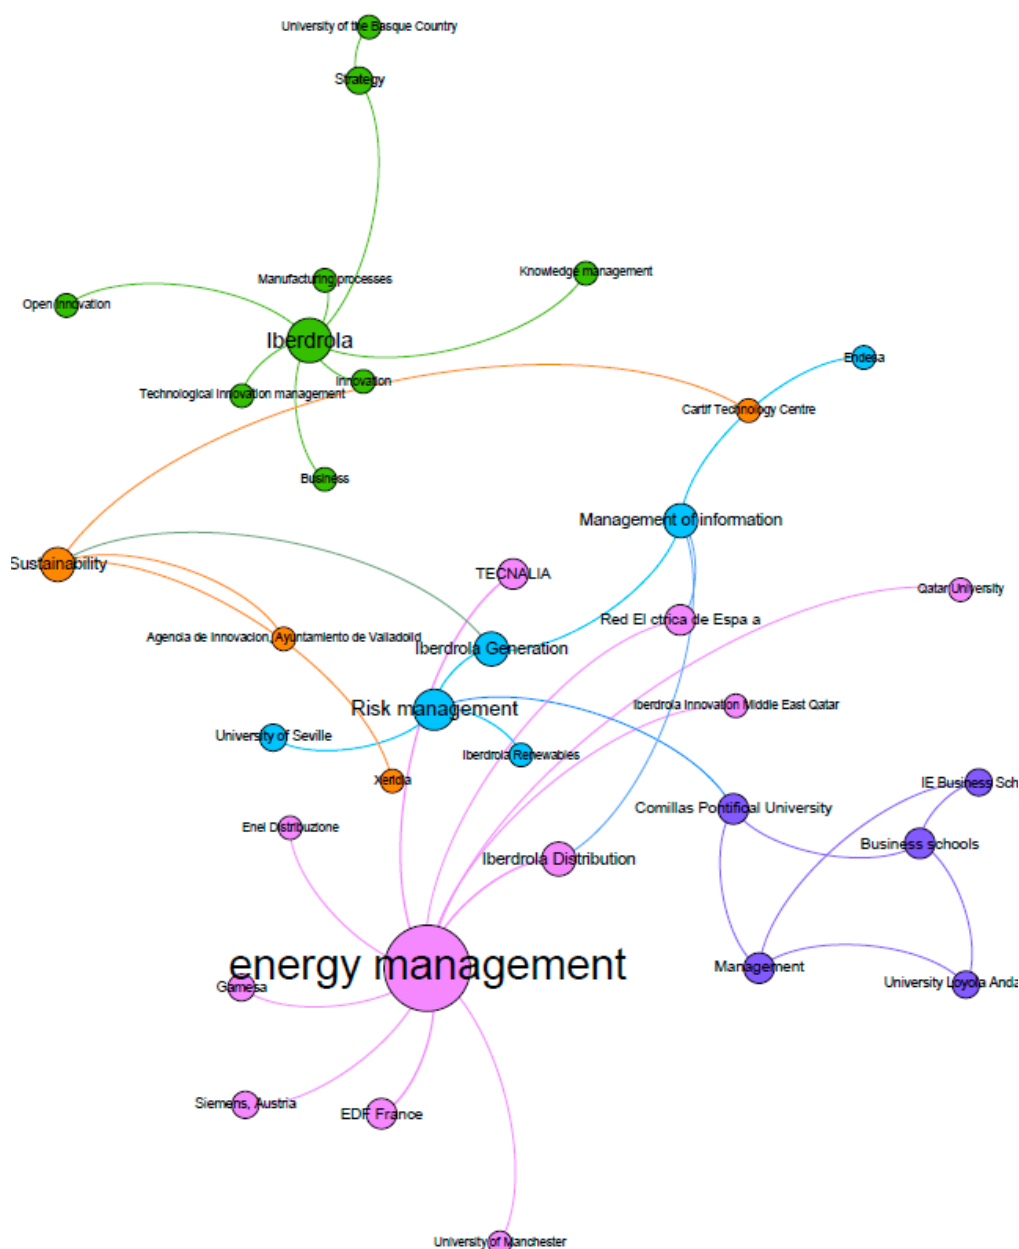 University of the Basque Country
Strategy
Manufacturing processes
Knowledge management
Open Innovation
Iberdrola
Endesa
Innovation
Technological Innovation management
Cartif Technology Centre
Business
Management of information
Sustainability
TECNALIA
Qatar University
Red El ctrica de Espa a
Agencia de Innovacion, Ayuntamiento de Valladolid
Iberdrola Generation
Risk management
Iberdrola Innovation Middle East Qatar
University of Seville
Iberdrola Renewables
Xeridia
IE Business Sch
Comillas Pontifical University
Enel Distribuzione
Business schools
Iberdrola Distribution
energy management
Management
Gamesa
University Loyola Anda
Siemens, Austria
EDF France
University of Manchester